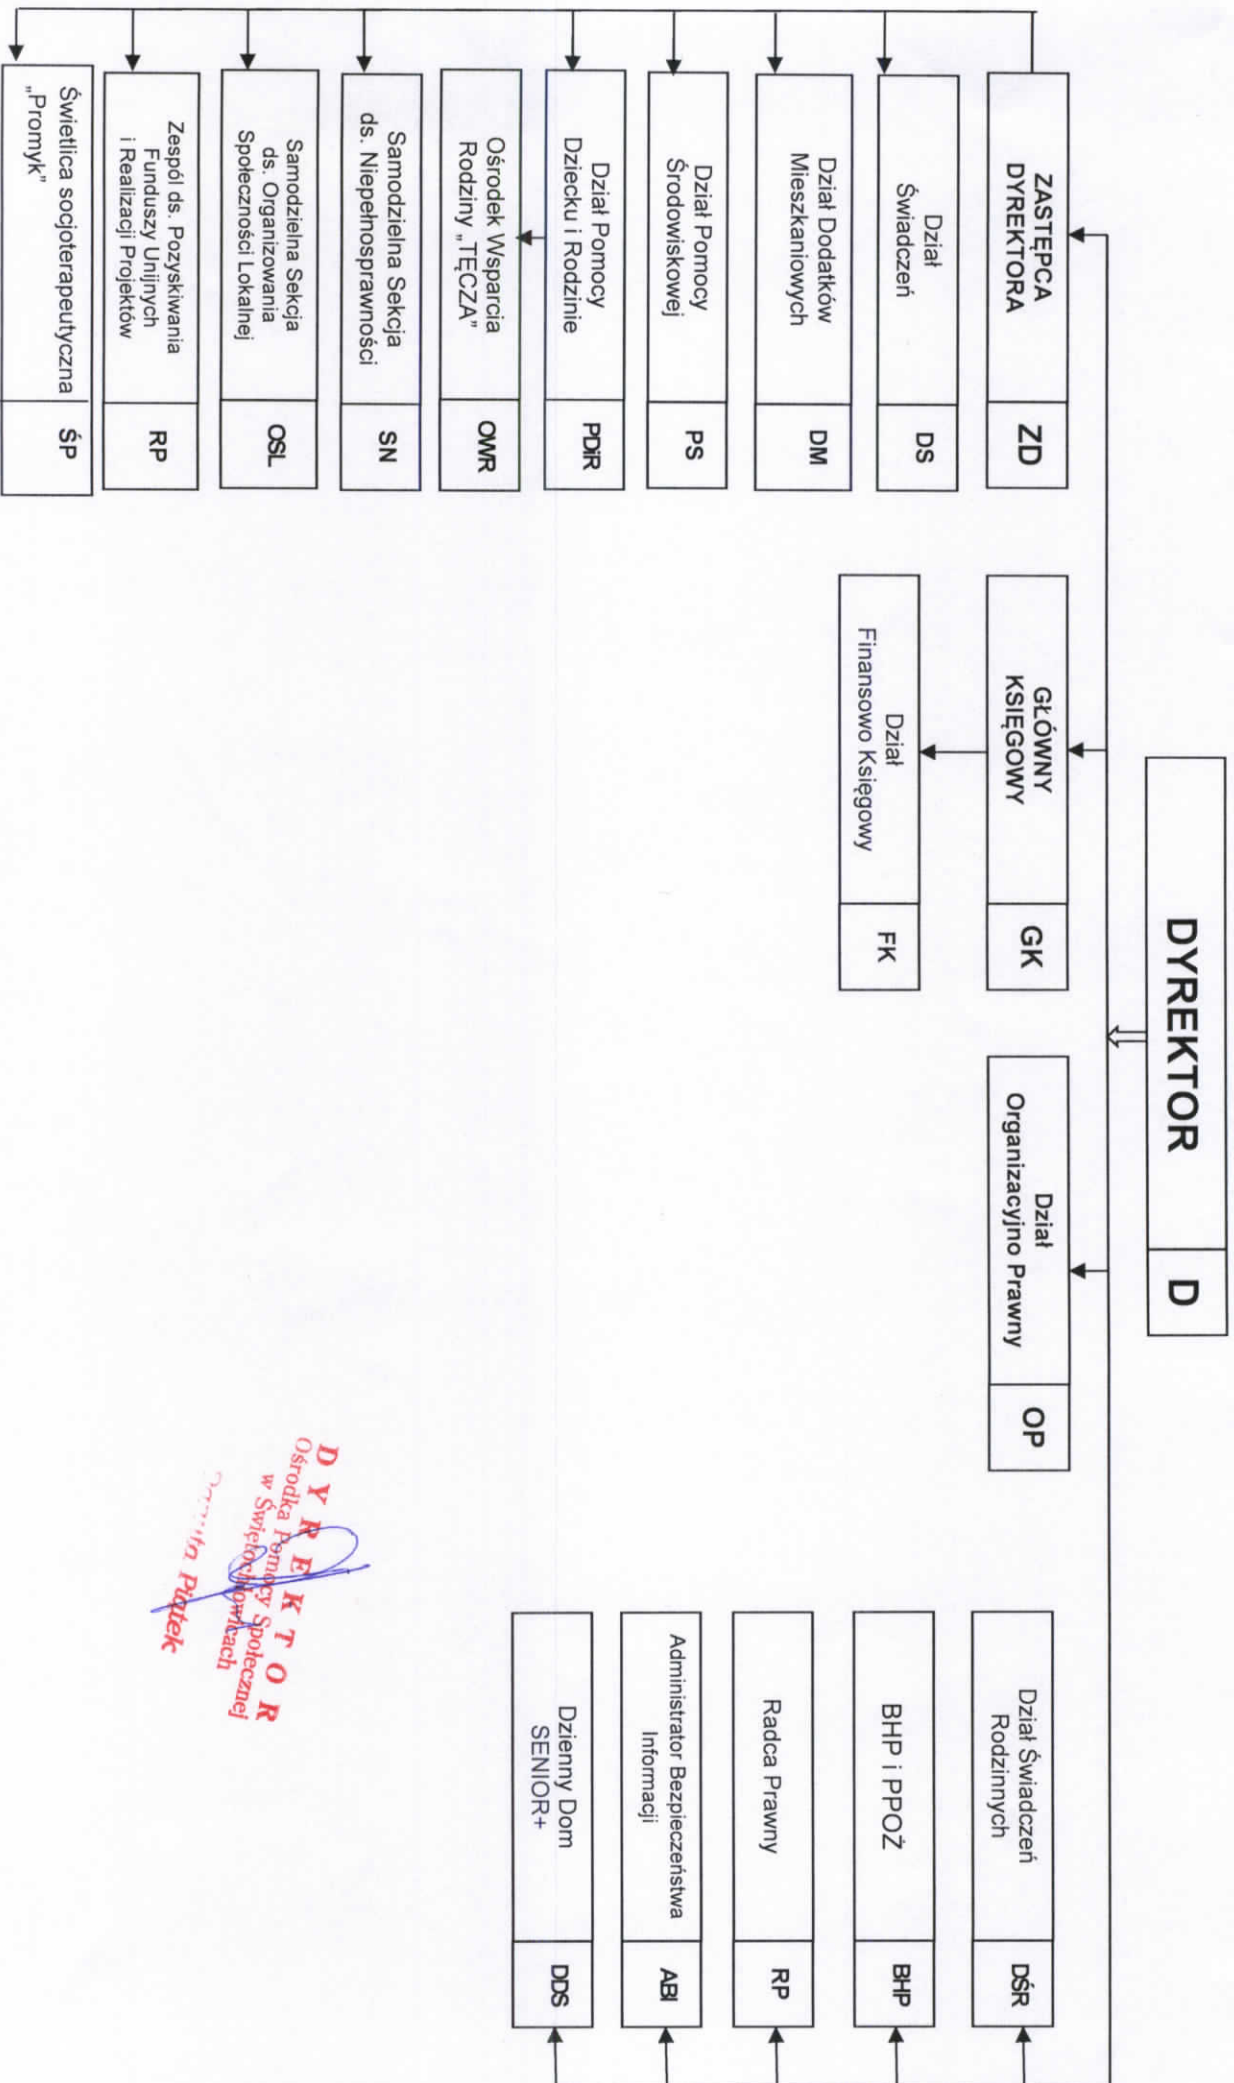 DYREKTOR
D
ZASTĘPCA
DYREKTORA
ZD
Dział
Świadczeń
DS
Dział Dodatków
Mieszkaniowych
DM
Dział Pomocy
Środowiskowej
PS
Dział Pomocy
Dziecku i Rodzinie
PDiR
Ośrodek Wsparcia
Rodziny „TĘCZA”
OWR
Samodzielna Sekcja
ds. Niepełnosprawności
SN
Samodzielna Sekcja
ds. Organizowania
Społeczności Lokalnej
OSL
Zespól ds. Pozyskiwania
Funduszy Unijnych
i Realizacji Projektów
RP
Świetlica socjoterapeutyczna
„Promyk”
ŚP
GŁÓWNY
KSIĘGOWY
GK
Dział
Finansowo Księgowy
FK
Dział
Organizacyjno Prawny
OP
Dział Świadczeń
Rodzinnych
DŚR
BHP i PPOŻ
BHP
Radca Prawny
RP
Administrator Bezpieczeństwa
Informacji
ABI
Dzienny Dom
SENIOR+
DDS
DYREKTOR
Ośrodka Pomocy Społecznej
w Świętochłowicach
Piątek